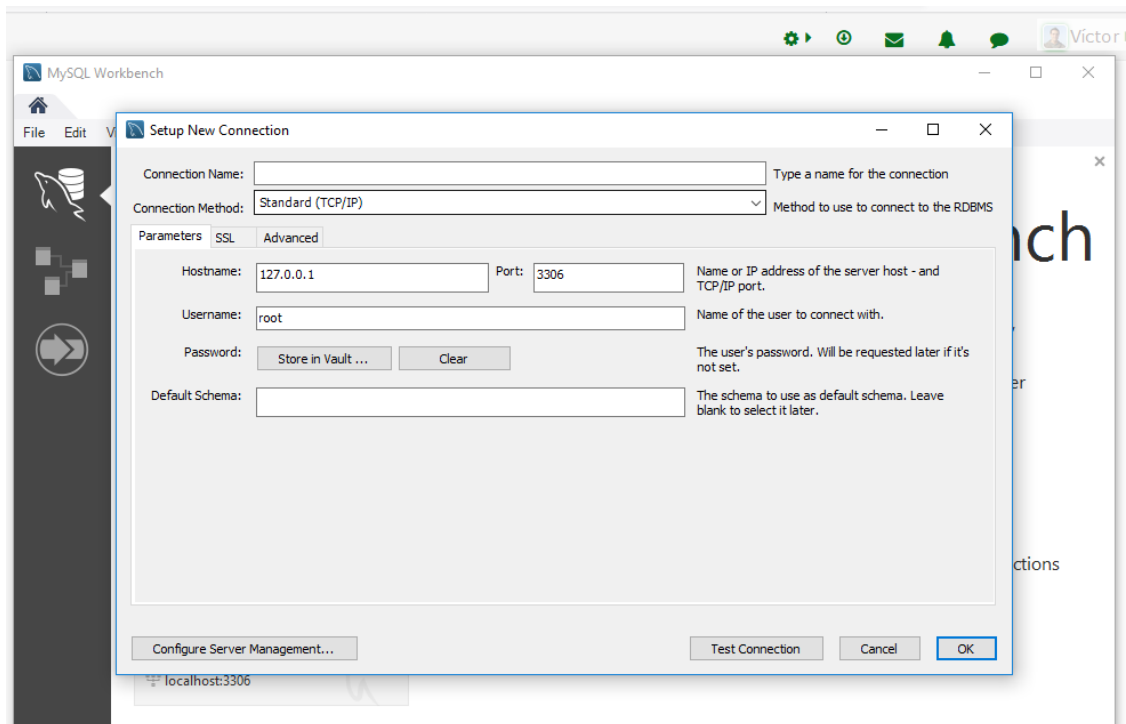 Víctor
MySQL Workbench
File Edit V
Setup New Connection
Connection Name: Type a name for the connection
Connection Method: Standard (TCP/IP) Method to use to connect to the RDBMS
Parameters SSL Advanced
Hostname: 127.0.0.1 Port: 3306 Name or IP address of the server host - and
TCP/IP port.
Username: root Name of the user to connect with.
Password: Store in Vault ... Clear The user's password. Will be requested later if it's
not set.
Default Schema: The schema to use as default schema. Leave
blank to select it later.
Configure Server Management... Test Connection Cancel OK
nch
er
ctions
localhost:3306